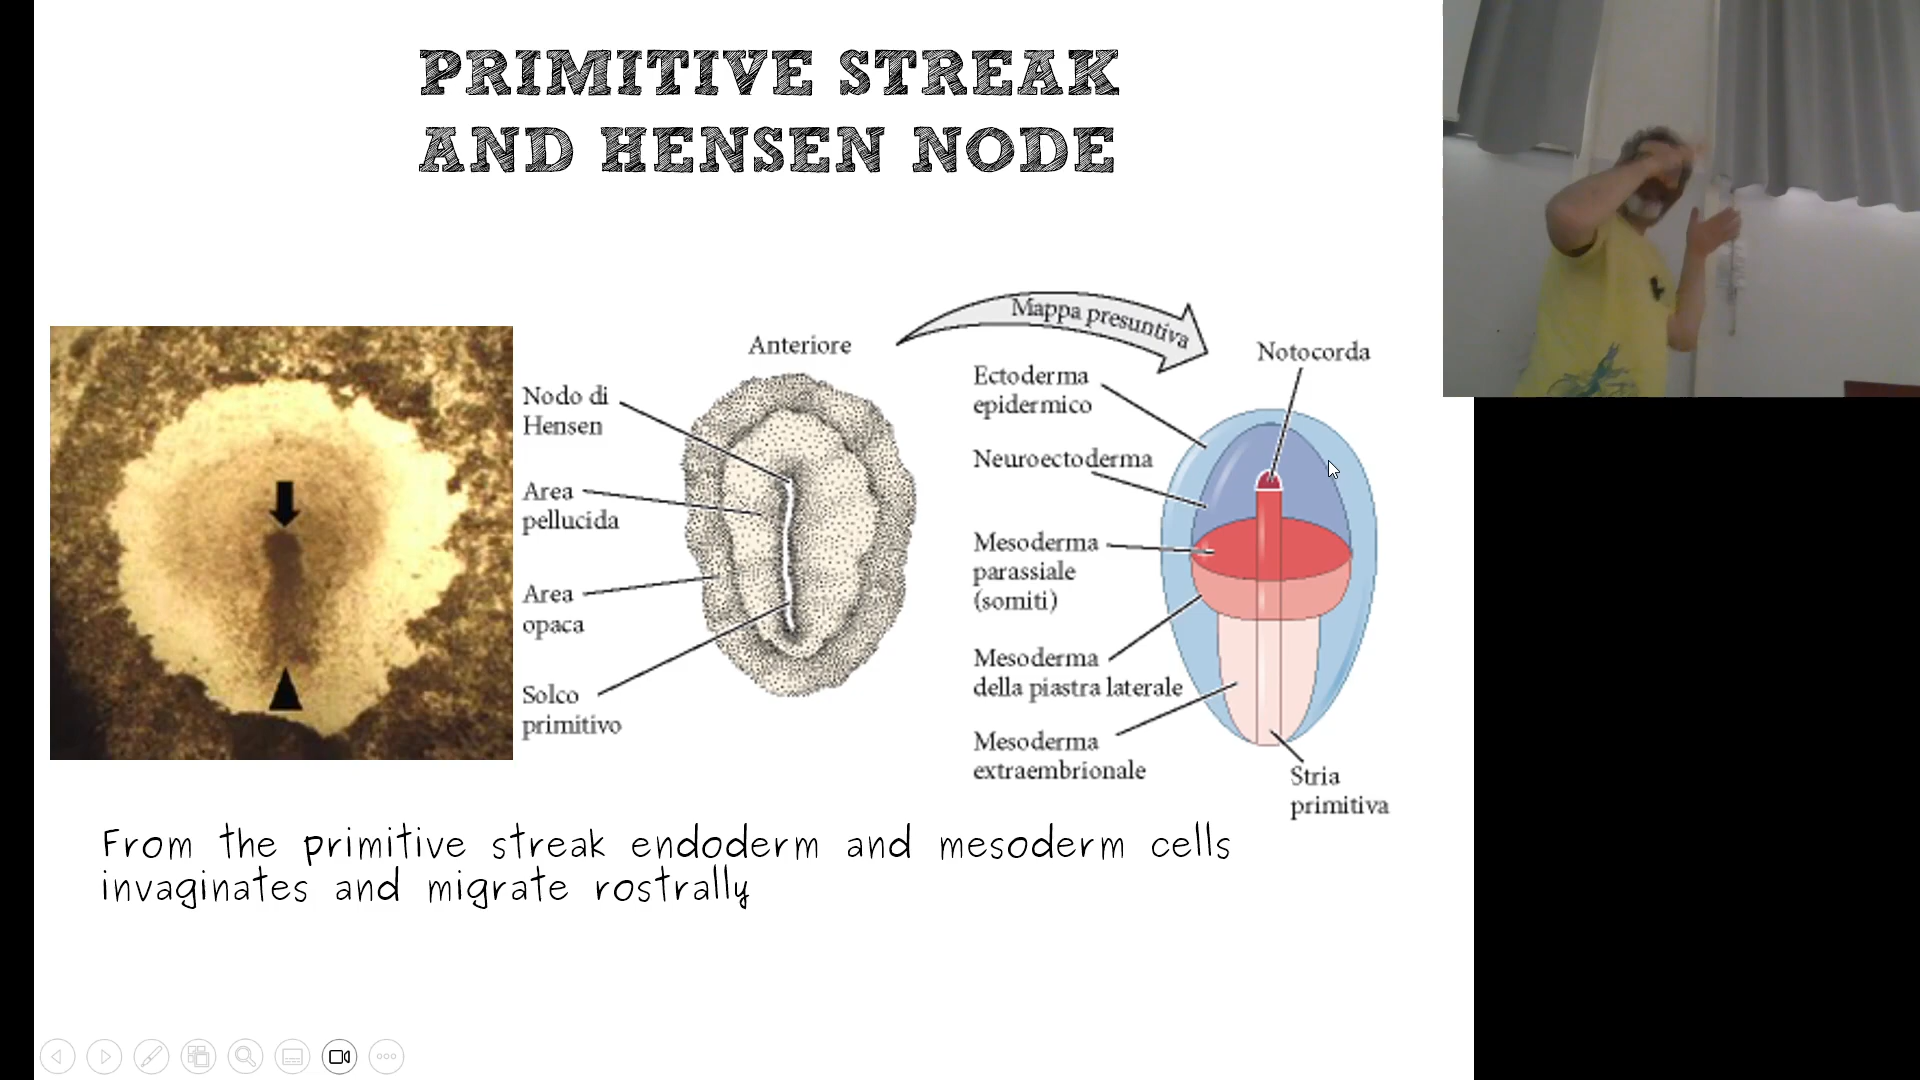 PRIMITIVE STREAK
AND HENSEN NODE
Mappa presuntiva
Anteriore
Nodo di
Hensen
Area
pellucida
Area
opaca
Solco
primitivo
Notocorda
Ectoderma
epidermico
Neuroectoderma
Mesoderma
parassiale
(somiti)
Mesoderma
della piastra laterale
Mesoderma
extraembrionale
Stria
primitiva
From the primitive streak endoderm and mesoderm cells
invaginates and migrate rostrally